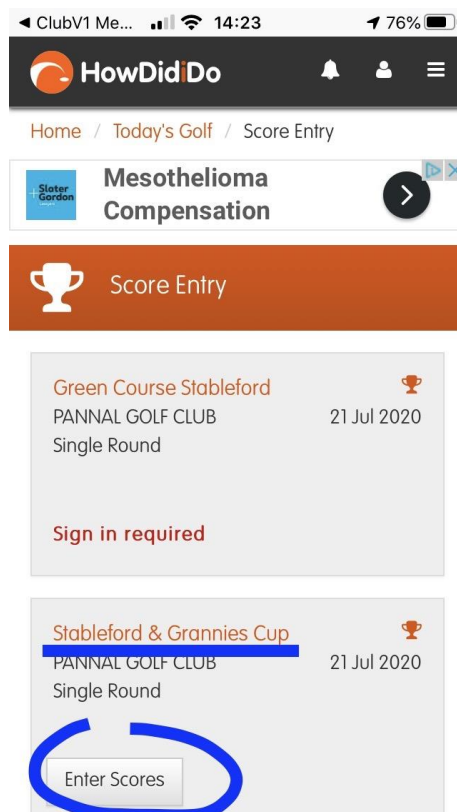 ◄ ClubV1 Me... 14:23 76%
HowDidiDo
Home / Today's Golf / Score Entry
Slater
Gordon
Mesothelioma
Compensation
Score Entry
Green Course Stableford
PANNAL GOLF CLUB 21 Jul 2020
Single Round
Sign in required
Stableford & Grannies Cup
PANNAL GOLF CLUB 21 Jul 2020
Single Round
Enter Scores